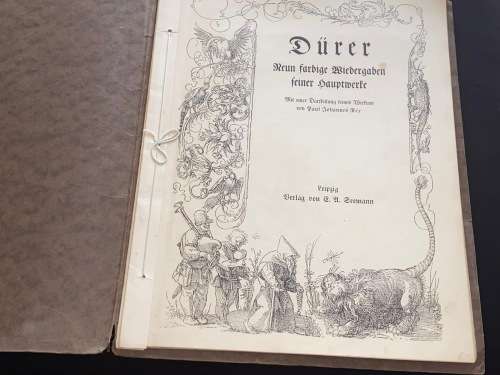 Dürer
Neun farbige Wiedergaben
seiner Hauptwerke
Mit einer Darstellung seines Wirkens
von Paul Johannes Rée
Leipzig
Verlag von E. A. Seemann